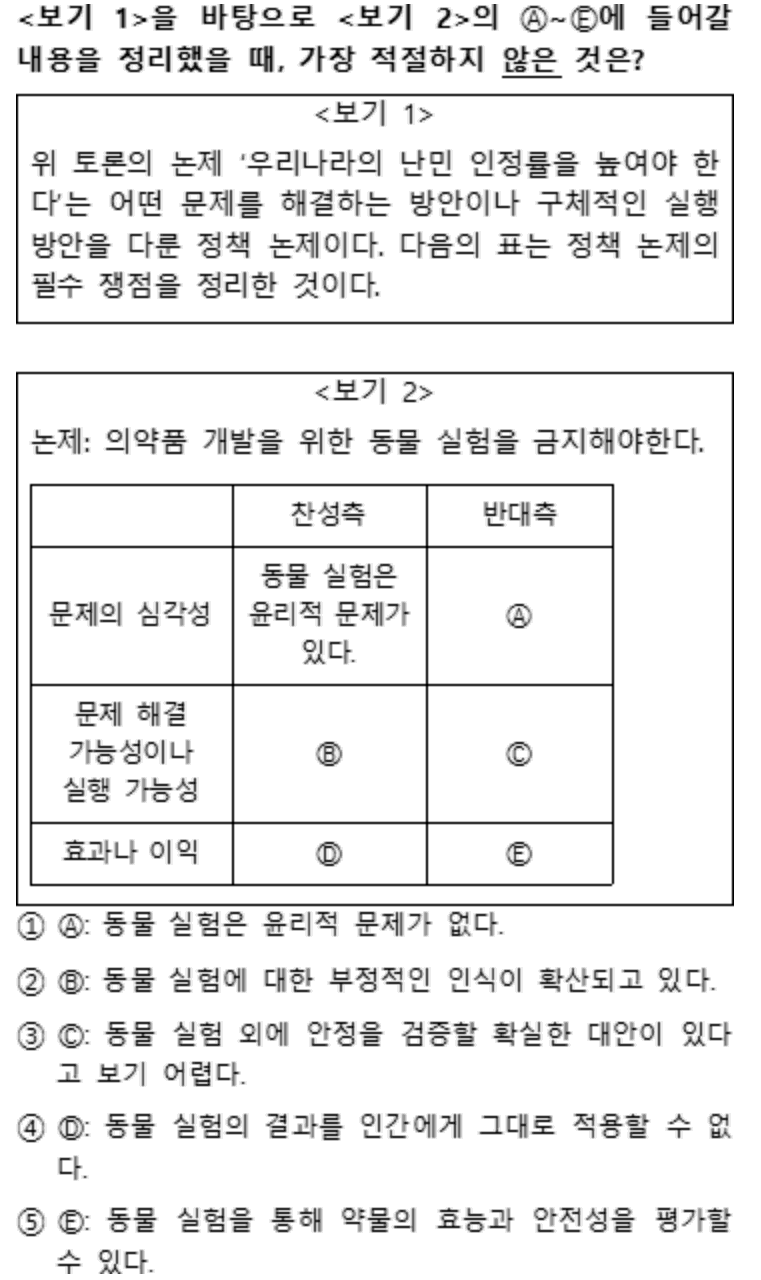 <보기 1>을 바탕으로 <보기 2>의 Ⓐ~Ⓔ에 들어갈
내용을 정리했을 때, 가장 적절하지 않은 것은?
<보기 1>
위 토론의 논제 ‘우리나라의 난민 인정률을 높여야 한
다’는 어떤 문제를 해결하는 방안이나 구체적인 실행
방안을 다룬 정책 논제이다. 다음의 표는 정책 논제의
필수 쟁점을 정리한 것이다.
<보기 2>
논제: 의약품 개발을 위한 동물 실험을 금지해야한다.
찬성측 반대측
동물 실험은
문제의 심각성 윤리적 문제가 Ⓐ
있다.
문제 해결
가능성이나 Ⓑ Ⓒ
실행 가능성
효과나 이익 Ⓓ Ⓔ
① Ⓐ: 동물 실험은 윤리적 문제가 없다.
② Ⓑ: 동물 실험에 대한 부정적인 인식이 확산되고 있다.
③ Ⓒ: 동물 실험 외에 안정을 검증할 확실한 대안이 있다
고 보기 어렵다.
④ Ⓓ: 동물 실험의 결과를 인간에게 그대로 적용할 수 없
다.
⑤ Ⓔ: 동물 실험을 통해 약물의 효능과 안전성을 평가할
수 있다.